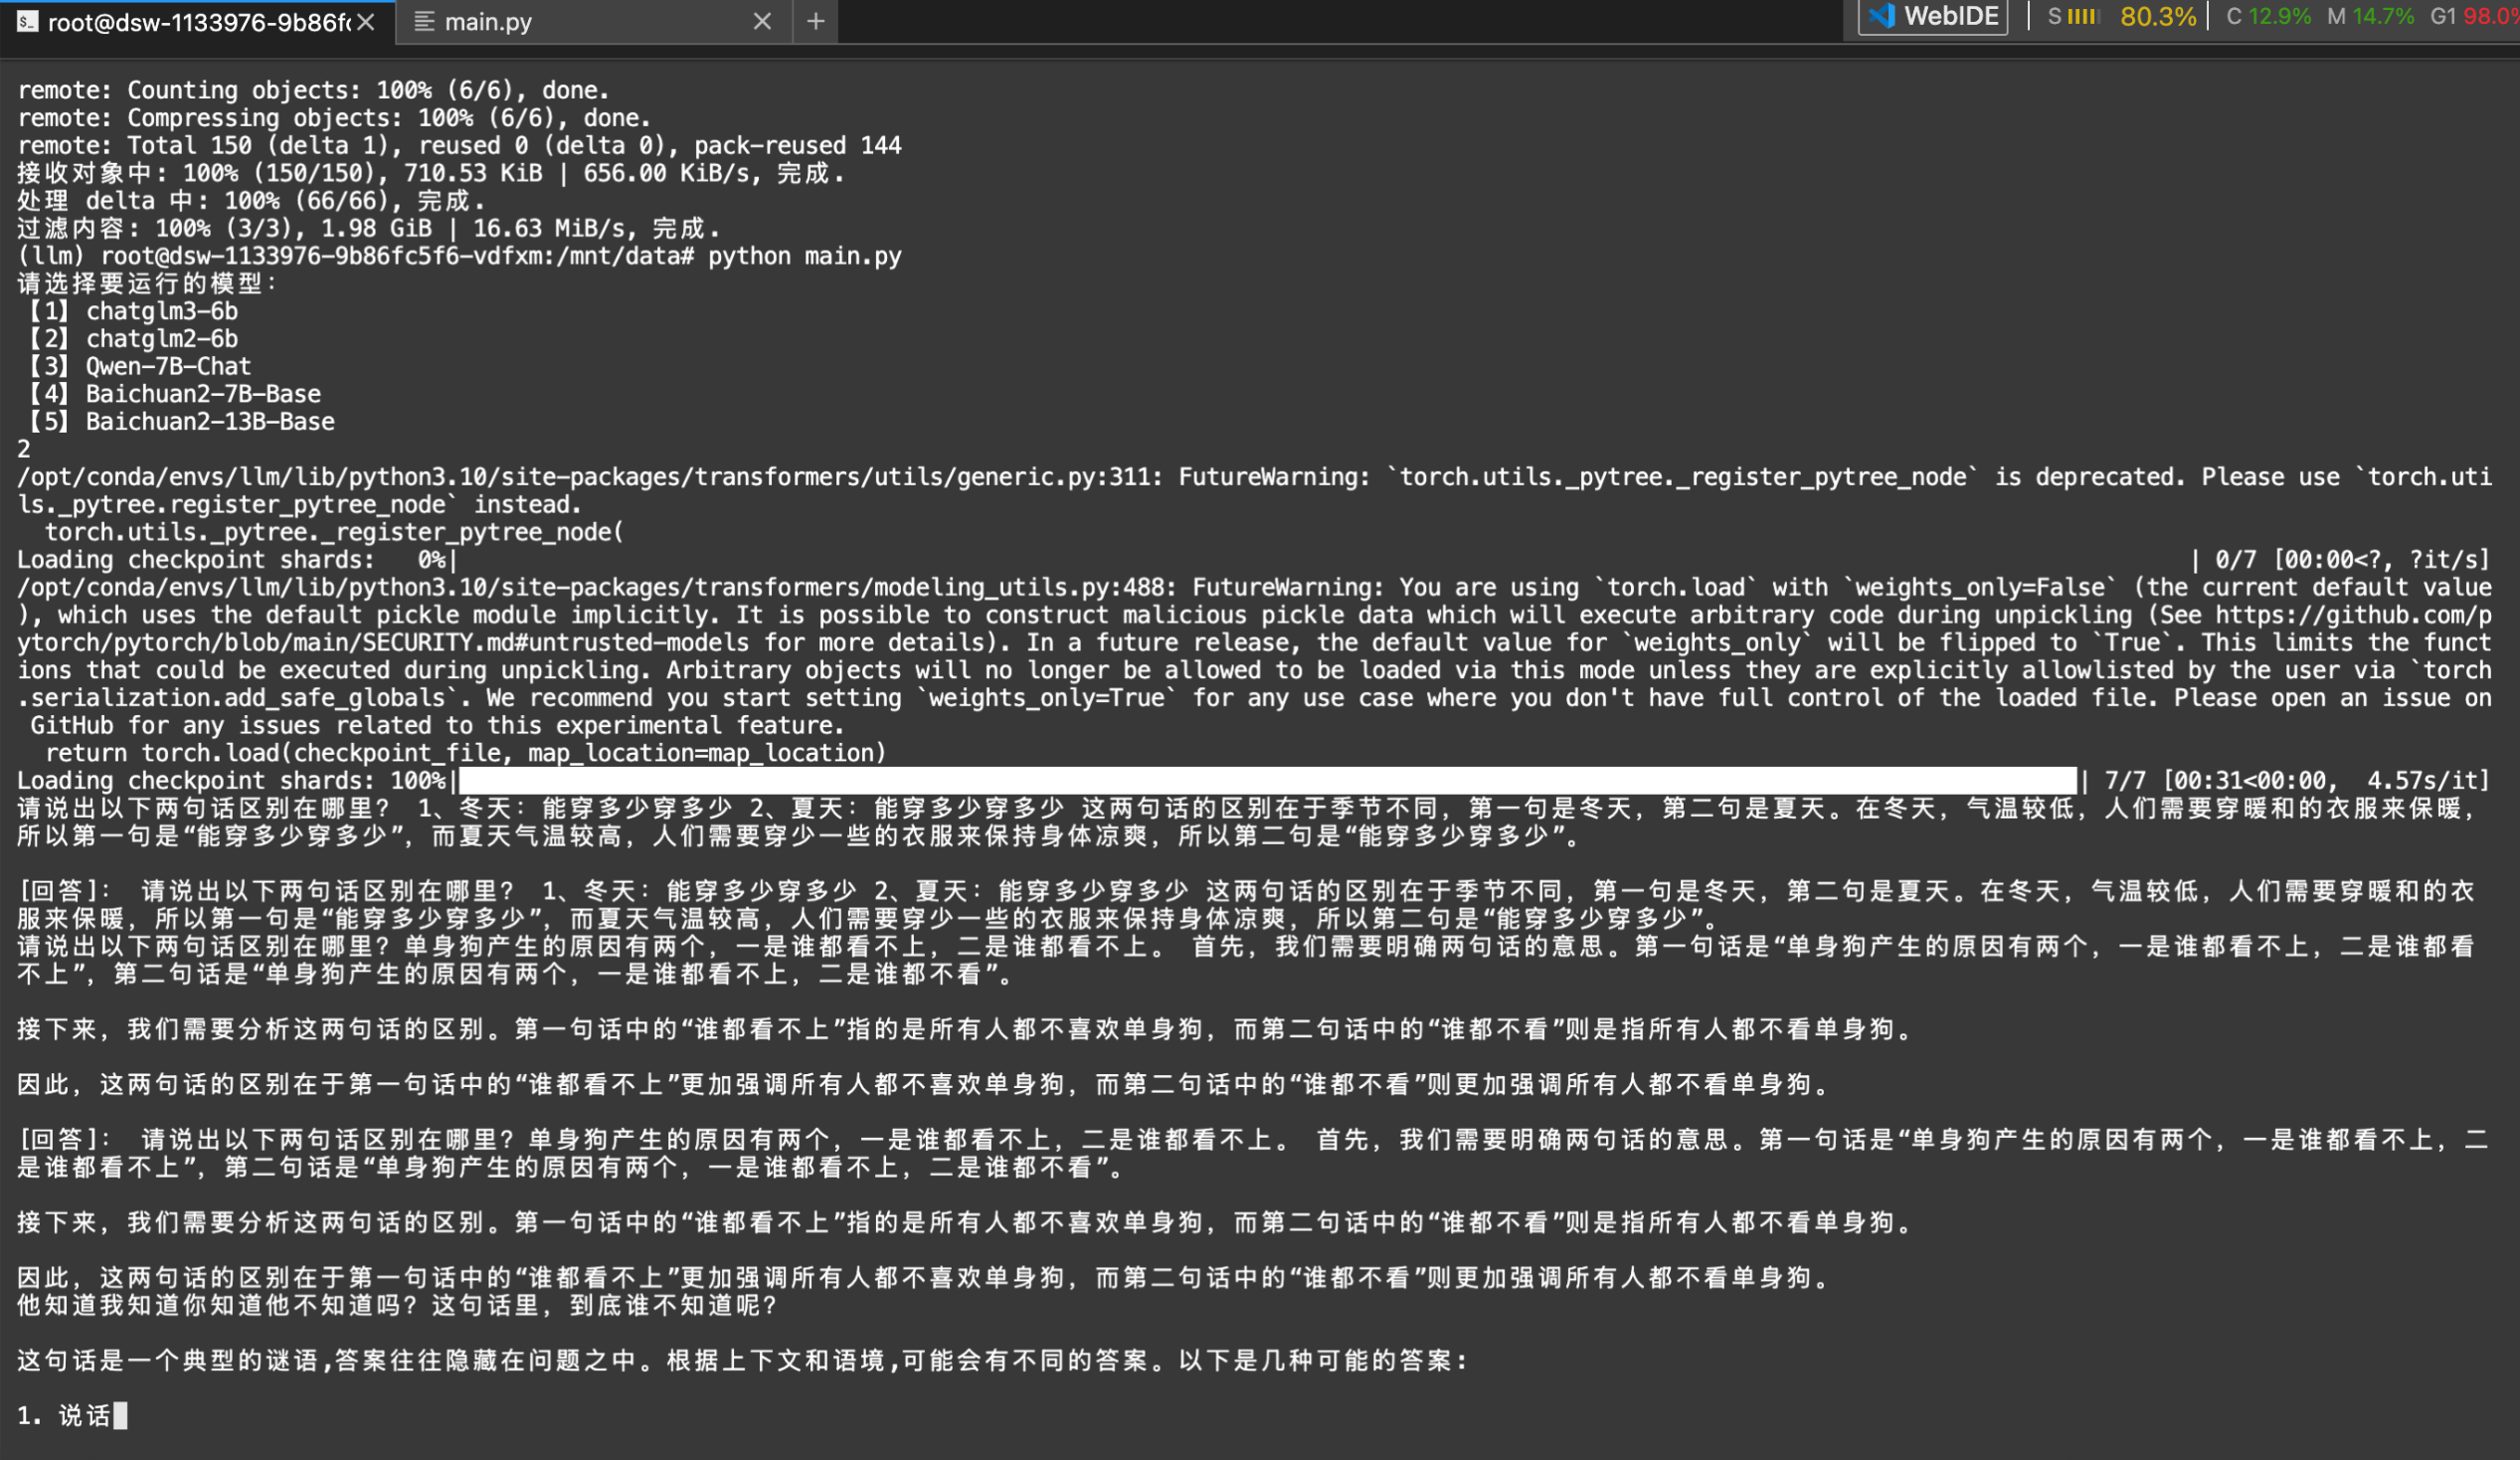 root@dsw-1133976-9b86f
main.py
WebIDE
S 80.3% C 12.9% M 14.7% G1 98.0%
remote: Counting objects: 100% (6/6), done.
remote: Compressing objects: 100% (6/6), done.
remote: Total 150 (delta 1), reused 0 (delta 0), pack-reused 144
接收对象中: 100% (150/150), 710.53 KiB | 656.00 KiB/s, 完成.
处理 delta 中: 100% (66/66), 完成.
过滤内容: 100% (3/3), 1.98 GiB | 16.63 MiB/s, 完成.
(llm) root@dsw-1133976-9b86fc5f6-vdfxm:/mnt/data# python main.py
请选择要运行的模型:
【1】 chatglm3-6b
【2】 chatglm2-6b
【3】 Qwen-7B-Chat
【4】 Baichuan2-7B-Base
【5】 Baichuan2-13B-Base
2
/opt/conda/envs/llm/lib/python3.10/site-packages/transformers/utils/generic.py:311: FutureWarning: `torch.utils._pytree._register_pytree_node` is deprecated. Please use `torch.uti
ls._pytree.register_pytree_node` instead.
torch.utils._pytree._register_pytree_node(
Loading checkpoint shards:   0%| | 0/7 [00:00<?, ?it/s]
/opt/conda/envs/llm/lib/python3.10/site-packages/transformers/modeling_utils.py:488: FutureWarning: You are using `torch.load` with `weights_only=False` (the current default value
), which uses the default pickle module implicitly. It is possible to construct malicious pickle data which will execute arbitrary code during unpickling (See https://github.com/p
ytorch/pytorch/blob/main/SECURITY.md#untrusted-models for more details). In a future release, the default value for `weights_only` will be flipped to `True`. This limits the funct
ions that could be executed during unpickling. Arbitrary objects will no longer be allowed to be loaded via this mode unless they are explicitly allowlisted by the user via `torch
.serialization.add_safe_globals`. We recommend you start setting `weights_only=True` for any use case where you don't have full control of the loaded file. Please open an issue on
GitHub for any issues related to this experimental feature.
return torch.load(checkpoint_file, map_location=map_location)
Loading checkpoint shards: 100%| | 7/7 [00:31<00:00,  4.57s/it]
请说出以下两句话区别在哪里？ 1、冬天：能穿多少穿多少 2、夏天：能穿多少穿多少 这两句话的区别在于季节不同，第一句是冬天，第二句是夏天。在冬天，气温较低，人们需要穿暖和的衣服来保暖，
所以第一句是“能穿多少穿多少”，而夏天气温较高，人们需要穿少一些的衣服来保持身体凉爽，所以第二句是“能穿多少穿多少”。
[回答]： 请说出以下两句话区别在哪里？ 1、冬天：能穿多少穿多少 2、夏天：能穿多少穿多少 这两句话的区别在于季节不同，第一句是冬天，第二句是夏天。在冬天，气温较低，人们需要穿暖和的衣
服来保暖，所以第一句是“能穿多少穿多少”，而夏天气温较高，人们需要穿少一些的衣服来保持身体凉爽，所以第二句是“能穿多少穿多少”。
请说出以下两句话区别在哪里？单身狗产生的原因有两个，一是谁都看不上，二是谁都看不上。 首先，我们需要明确两句话的意思。第一句话是“单身狗产生的原因有两个，一是谁都看不上，二是谁都看
不上”，第二句话是“单身狗产生的原因有两个，一是谁都看不上，二是谁都不看”。
接下来，我们需要分析这两句话的区别。第一句话中的“谁都看不上”指的是所有人都不喜欢单身狗，而第二句话中的“谁都不看”则是指所有人都不看单身狗。
因此，这两句话的区别在于第一句话中的“谁都看不上”更加强调所有人都不喜欢单身狗，而第二句话中的“谁都不看”则更加强调所有人都不看单身狗。
[回答]： 请说出以下两句话区别在哪里？单身狗产生的原因有两个，一是谁都看不上，二是谁都看不上。 首先，我们需要明确两句话的意思。第一句话是“单身狗产生的原因有两个，一是谁都看不上，二
是谁都看不上”，第二句话是“单身狗产生的原因有两个，一是谁都看不上，二是谁都不看”。
接下来，我们需要分析这两句话的区别。第一句话中的“谁都看不上”指的是所有人都不喜欢单身狗，而第二句话中的“谁都不看”则是指所有人都不看单身狗。
因此，这两句话的区别在于第一句话中的“谁都看不上”更加强调所有人都不喜欢单身狗，而第二句话中的“谁都不看”则更加强调所有人都不看单身狗。
他知道我知道你知道他不知道吗？这句话里，到底谁不知道呢？
这句话是一个典型的谜语,答案往往隐藏在问题之中。根据上下文和语境,可能会有不同的答案。以下是几种可能的答案:
1. 说话